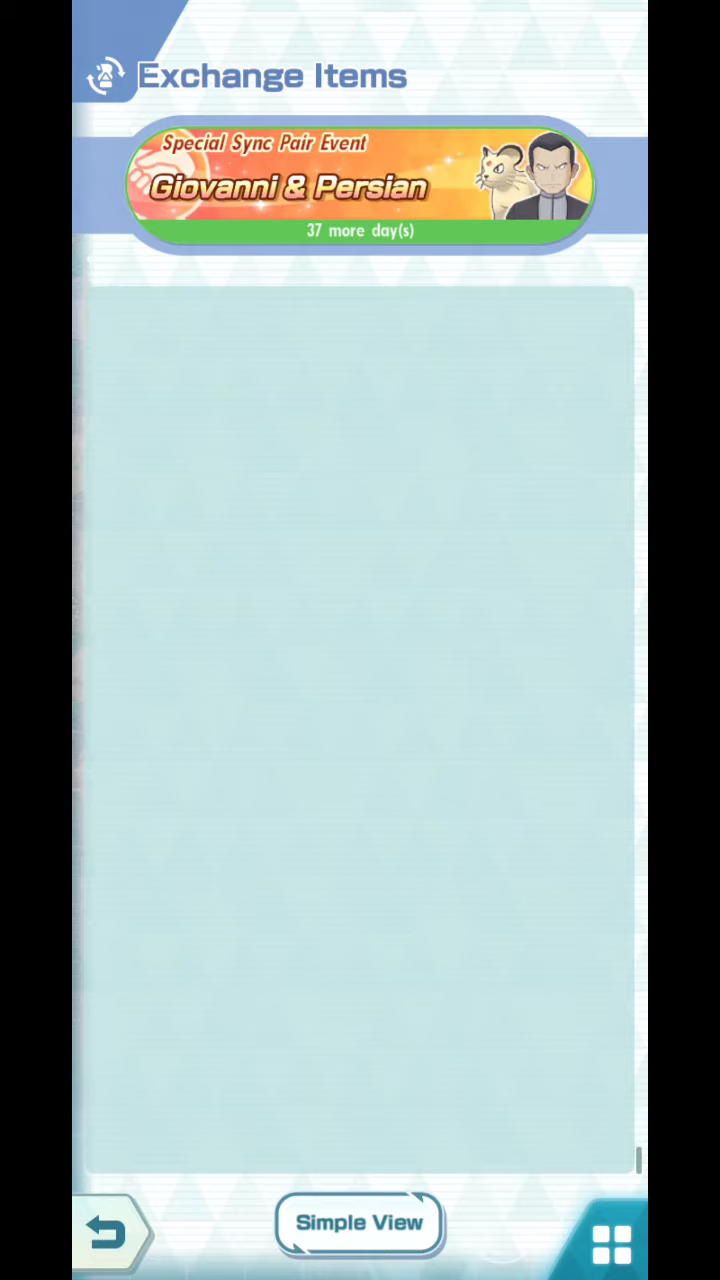 Exchange Items
Special Sync Pair Event
Giovanni & Persian
37 more day(s)
Simple View